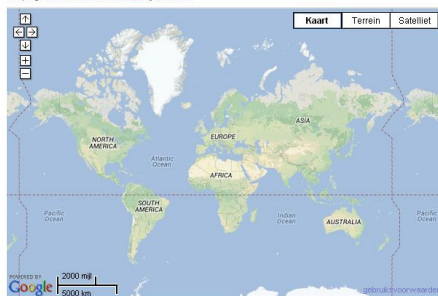 Kaart Terrein Satelliet
NORTH
AMERICA
EUROPE
ASIA
Atlantic
Ocean
AFRICA
SOUTH
AMERICA
Pacific
Ocean
Indian
Ocean
AUSTRALIA
Pacific
Ocean
POWERED BY
Google
2000 mijl
5000 km
gebruiksvoorwaarden